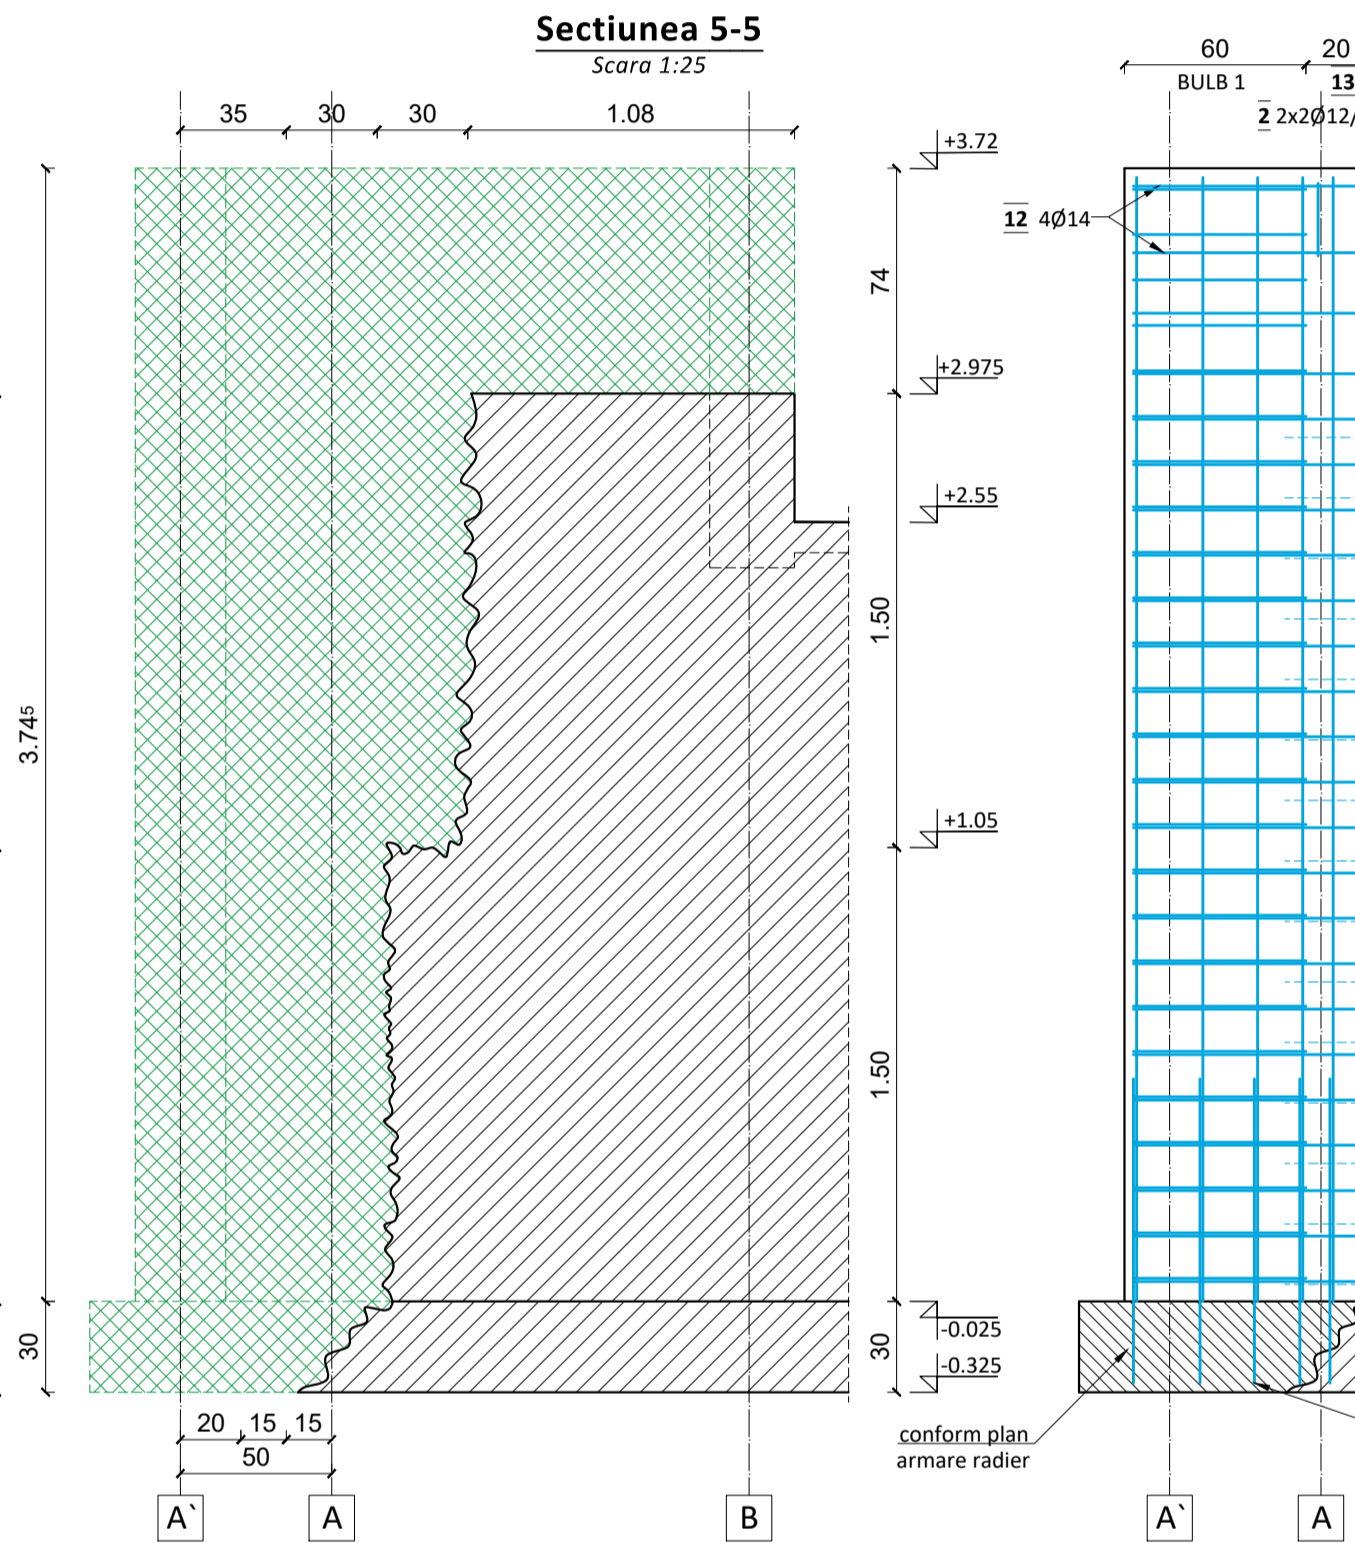 Sectiunea 5-5
Scara 1:25
35 30 30 1.08
60 20
BULB 1 13
2 2x2Ø12/
+3.72
12 4Ø14
74
+2.975
+2.55
1.50
3.74⁵
+1.05
1.50
30
30
-0.025
-0.325
20 15 15
50
conform plan
armare radier
A` A B A` A